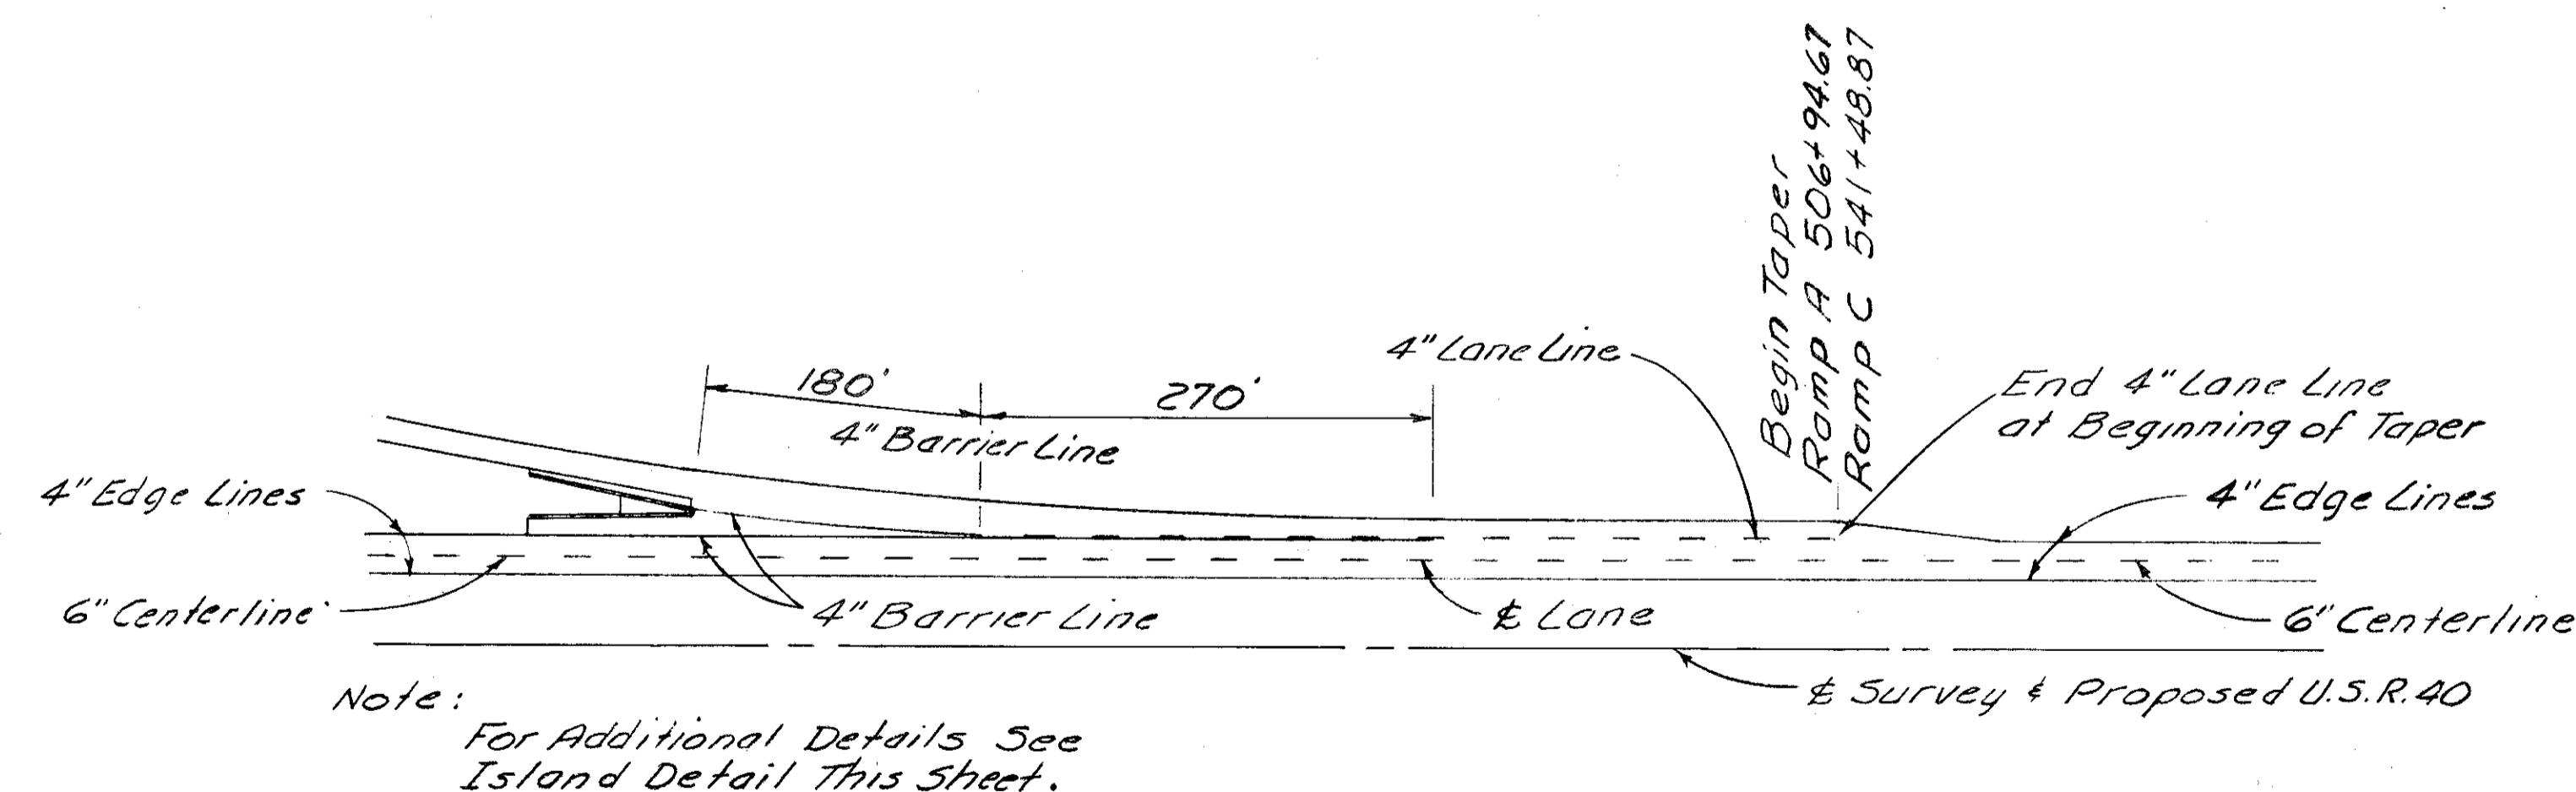 Begin Taper
Ramp A 506+94.67
Ramp C 541+48.87
4" Lane Line
180'
270'
End 4" Lane Line
at Beginning of Taper
4" Barrier Line
4" Edge Lines
4" Edge Lines
6" Centerline
4" Barrier Line
℄ Lane
6" Centerline
℄ Survey & Proposed U.S.R. 40
Note:
For Additional Details See
Island Detail This Sheet.